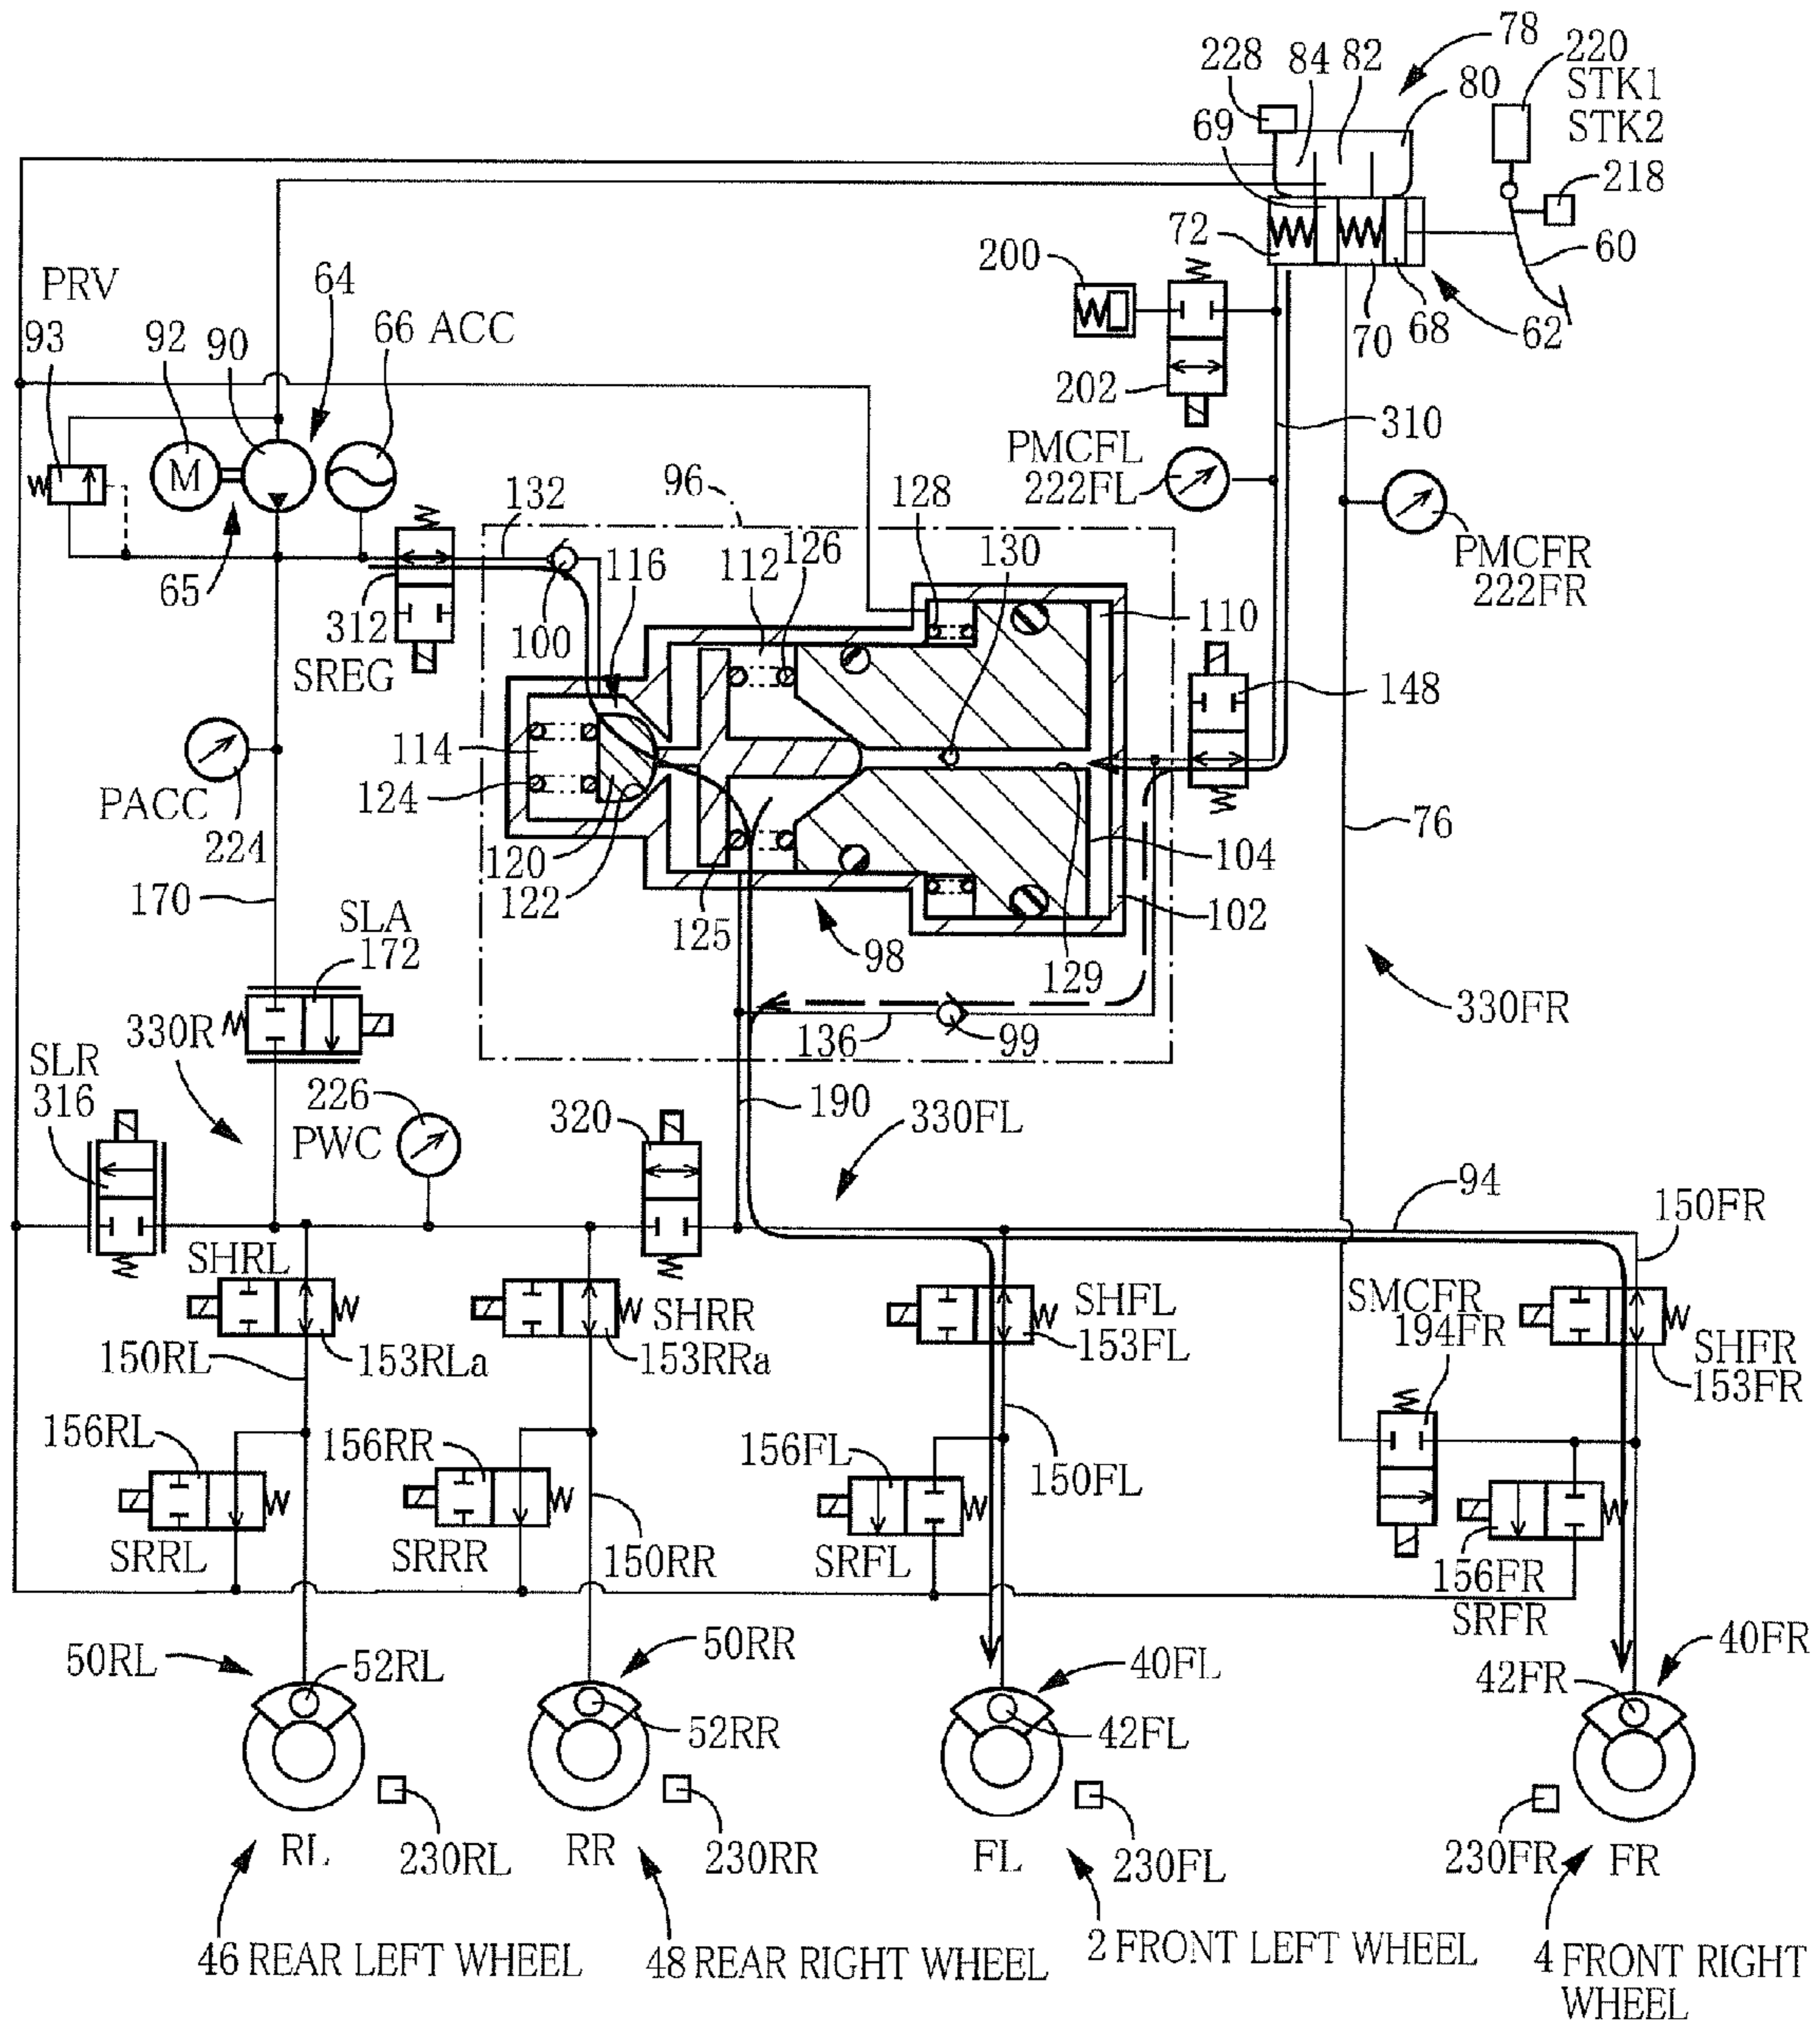 78
228
84
82
80
220
STK1
STK2
69
218
72
200
60
PRV
64
93
92
90
66 ACC
70
68
62
202
310
M
PMCFL
222FL
96
132
128
130
116
112
126
PMCFR
222FR
65
312
100
110
SREG
148
114
124
PACC
224
76
120
122
104
170
SLA
172
125
98
129
102
330R
330FR
136
99
SLR
316
226
PWC
190
320
330FL
94
150FR
SHRL
SHRR
SHFL
SMCFR
194FR
SHFR
150RL
153RLa
153RRa
153FL
153FR
156RL
156RR
156FL
150FL
SRRL
SRRR
150RR
SRFL
156FR
SRFR
50RL
52RL
50RR
40FL
42FR
40FR
52RR
42FL
RL
230RL
RR
230RR
FL
230FL
230FR
FR
46 REAR LEFT WHEEL
48 REAR RIGHT WHEEL
2 FRONT LEFT WHEEL
4 FRONT RIGHT
WHEEL